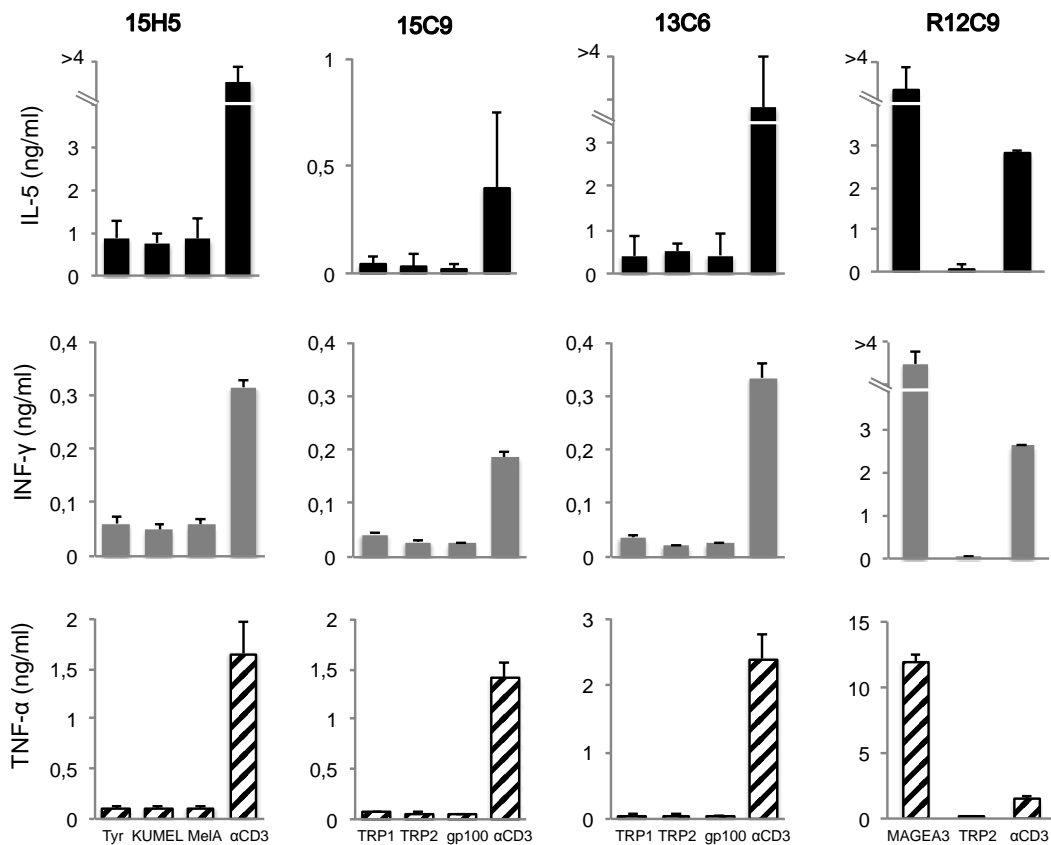 15H5 15C9 13C6 R12C9
IL-5 (ng/ml)
>4 3 2 1 0
1 0,5 0
>4 3 2 1 0
>4 3 2 1 0
INF-γ (ng/ml)
0,4 0,3 0,2 0,1 0
0,4 0,3 0,2 0,1 0
0,4 0,3 0,2 0,1 0
>4 3 2 1 0
TNF-α (ng/ml)
2 1,5 1 0,5 0
2 1,5 1 0,5 0
3 2 1 0
15 10 5 0
Tyr KUMEL MelA αCD3
TRP1 TRP2 gp100 αCD3
TRP1 TRP2 gp100 αCD3
MAGEA3 TRP2 αCD3